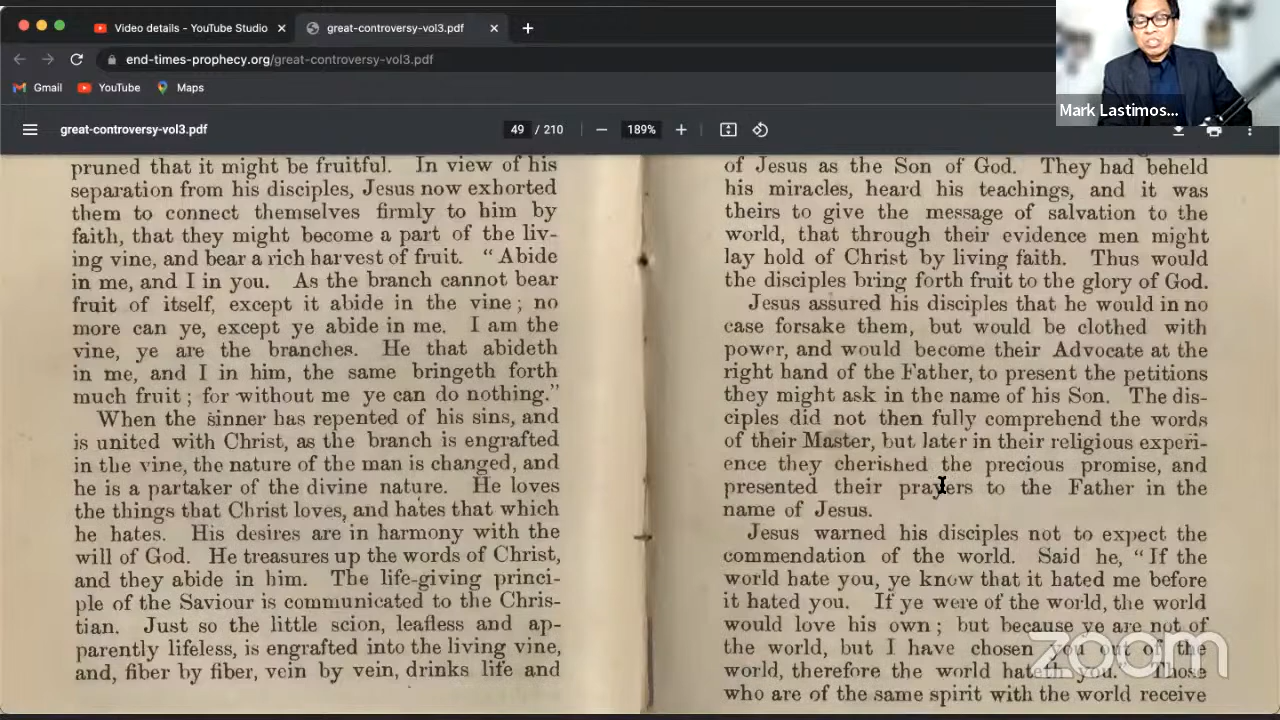 Video details - YouTube Studio
great-controversy-vol3.pdf
end-times-prophecy.org/great-controversy-vol3.pdf
Gmail
YouTube
Maps
Mark Lastimos...
great-controversy-vol3.pdf
49 / 210
189%
pruned that it might be fruitful. In view of his
separation from his disciples, Jesus now exhorted
them to connect themselves firmly to him by
faith, that they might become a part of the liv-
ing vine, and bear a rich harvest of fruit. "Abide
in me, and I in you. As the branch cannot bear
fruit of itself, except it abide in the vine; no
more can ye, except ye abide in me. I am the
vine, ye are the branches. He that abideth
in me, and I in him, the same bringeth forth
much fruit; for without me ye can do nothing."
When the sinner has repented of his sins, and
is united with Christ, as the branch is engrafted
in the vine, the nature of the man is changed, and
he is a partaker of the divine nature. He loves
the things that Christ loves, and hates that which
he hates. His desires are in harmony with the
will of God. He treasures up the words of Christ,
and they abide in him. The life-giving princi-
ple of the Saviour is communicated to the Chris-
tian. Just so the little scion, leafless and ap-
parently lifeless, is engrafted into the living vine,
and, fiber by fiber, vein by vein, drinks life and
of Jesus as the Son of God. They had beheld
his miracles, heard his teachings, and it was
theirs to give the message of salvation to the
world, that through their evidence men might
lay hold of Christ by living faith. Thus would
the disciples bring forth fruit to the glory of God.
Jesus assured his disciples that he would in no
case forsake them, but would be clothed with
power, and would become their Advocate at the
right hand of the Father, to present the petitions
they might ask in the name of his Son. The dis-
ciples did not then fully comprehend the words
of their Master, but later in their religious experi-
ence they cherished the precious promise, and
presented their prayers to the Father in the
name of Jesus.
Jesus warned his disciples not to expect the
commendation of the world. Said he, "If the
world hate you, ye know that it hated me before
it hated you. If ye were of the world, the world
would love his own; but because ye are not of
the world, but I have chosen you out of the
world, therefore the world hateth you." Those
who are of the same spirit with the world receive
zoom